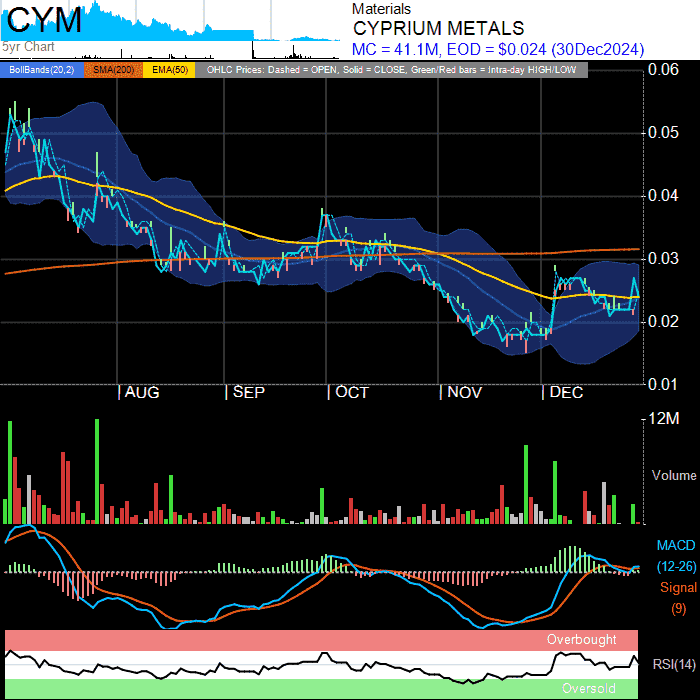 CYM
5yr Chart
Materials
CYPRIUM METALS
MC = 41.1M, EOD = $0.024 (30Dec2024)
BollBands(20,2) SMA(200) EMA(50) OHLC Prices: Dashed = OPEN, Solid = CLOSE, Green/Red bars = Intra-day HIGH/LOW
0.06
0.05
0.04
0.03
0.02
0.01
AUG SEP OCT NOV DEC
12M
Volume
MACD
(12-26)
Signal
(9)
Overbought
RSI(14)
Oversold